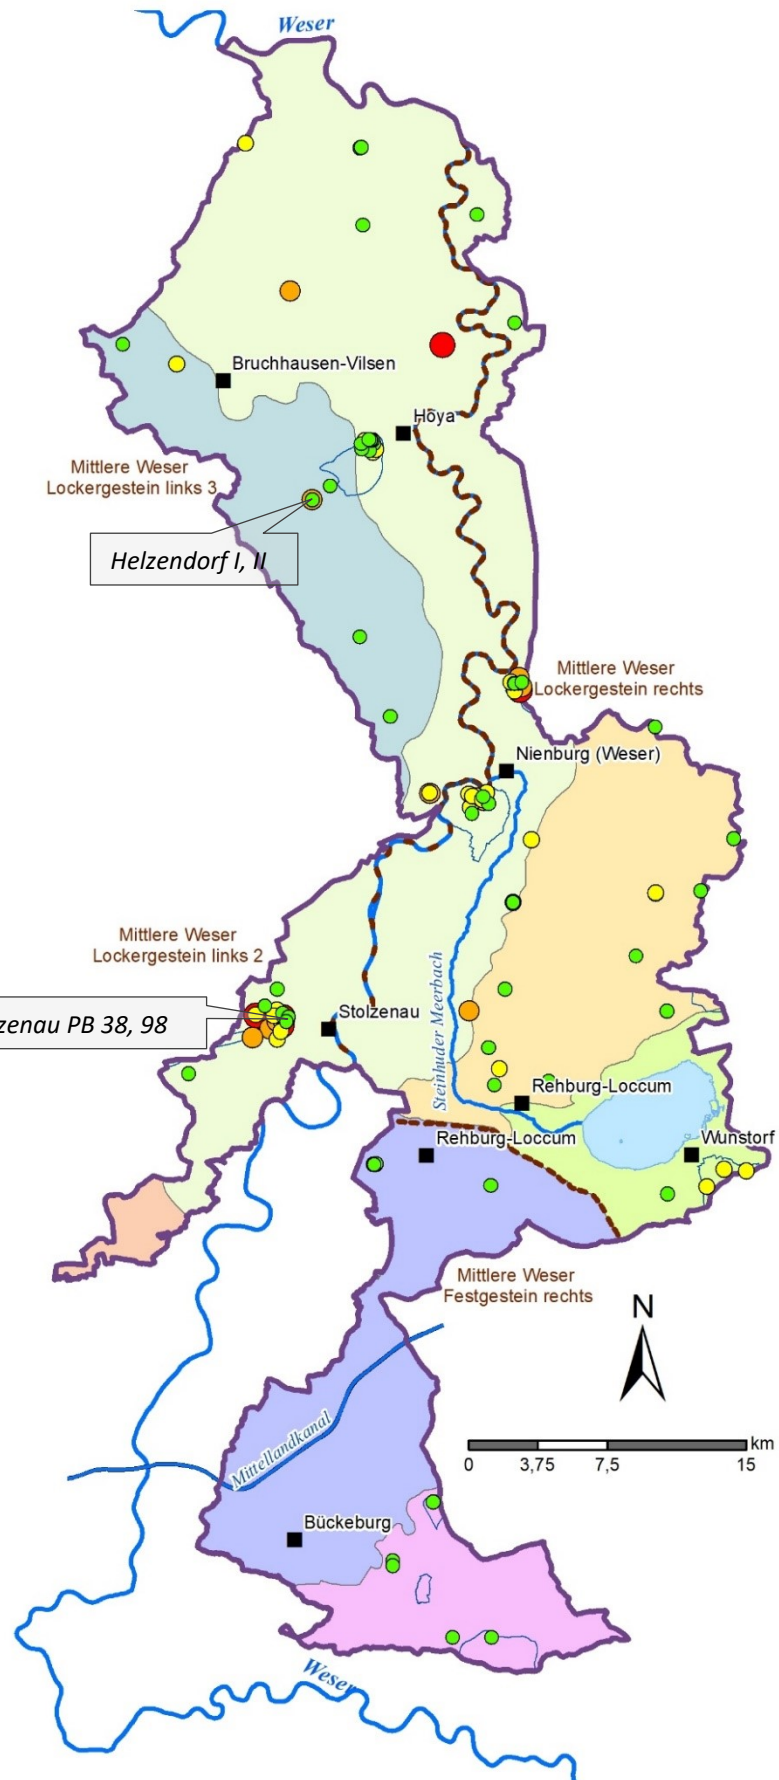 Weser
Bruchhausen-Vilsen
Hoya
Mittlere Weser
Lockergestein links 3
Helzendorf I, II
Mittlere Weser
Lockergestein rechts
Nienburg (Weser)
Mittlere Weser
Lockergestein links 2
zenau PB 38, 98
Stolzenau
Steinhuder Meerbach
Rehburg-Loccum
Rehburg-Loccum
Wunstorf
Mittlere Weser
Festgestein rechts
N
km
0 3,75 7,5 15
Mittellandkanal
Bückeburg
Weser